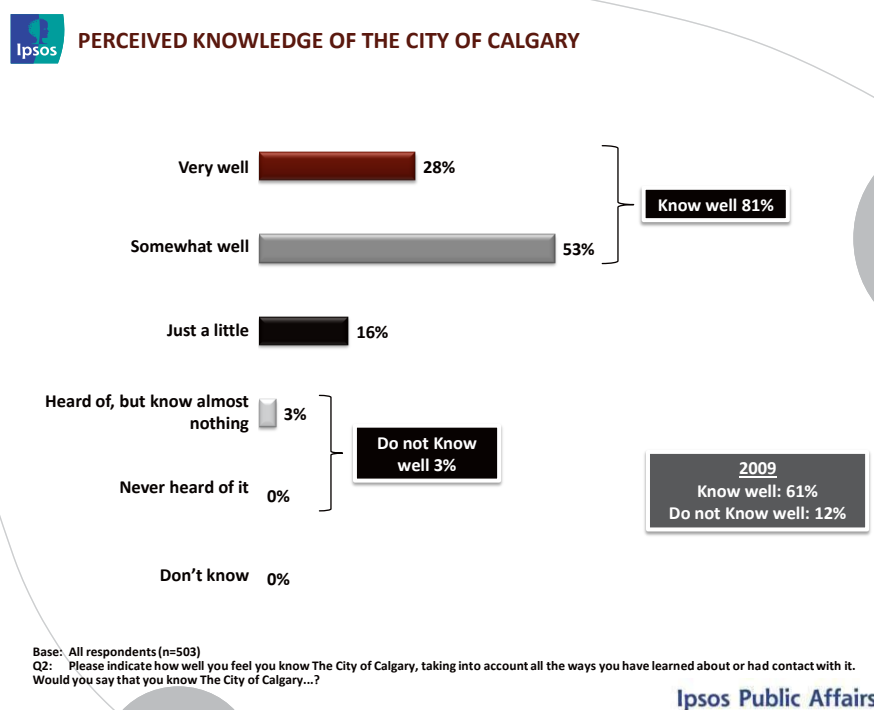 Ipsos
PERCEIVED KNOWLEDGE OF THE CITY OF CALGARY
Very well 28%
Know well 81%
Somewhat well 53%
Just a little 16%
Heard of, but know almost
nothing 3%
Do not Know
well 3%
Never heard of it 0%
2009
Know well: 61%
Do not Know well: 12%
Don't know 0%
Base: All respondents (n=503)
Q2: Please indicate how well you feel you know The City of Calgary, taking into account all the ways you have learned about or had contact with it.
Would you say that you know The City of Calgary...?
Ipsos Public Affairs